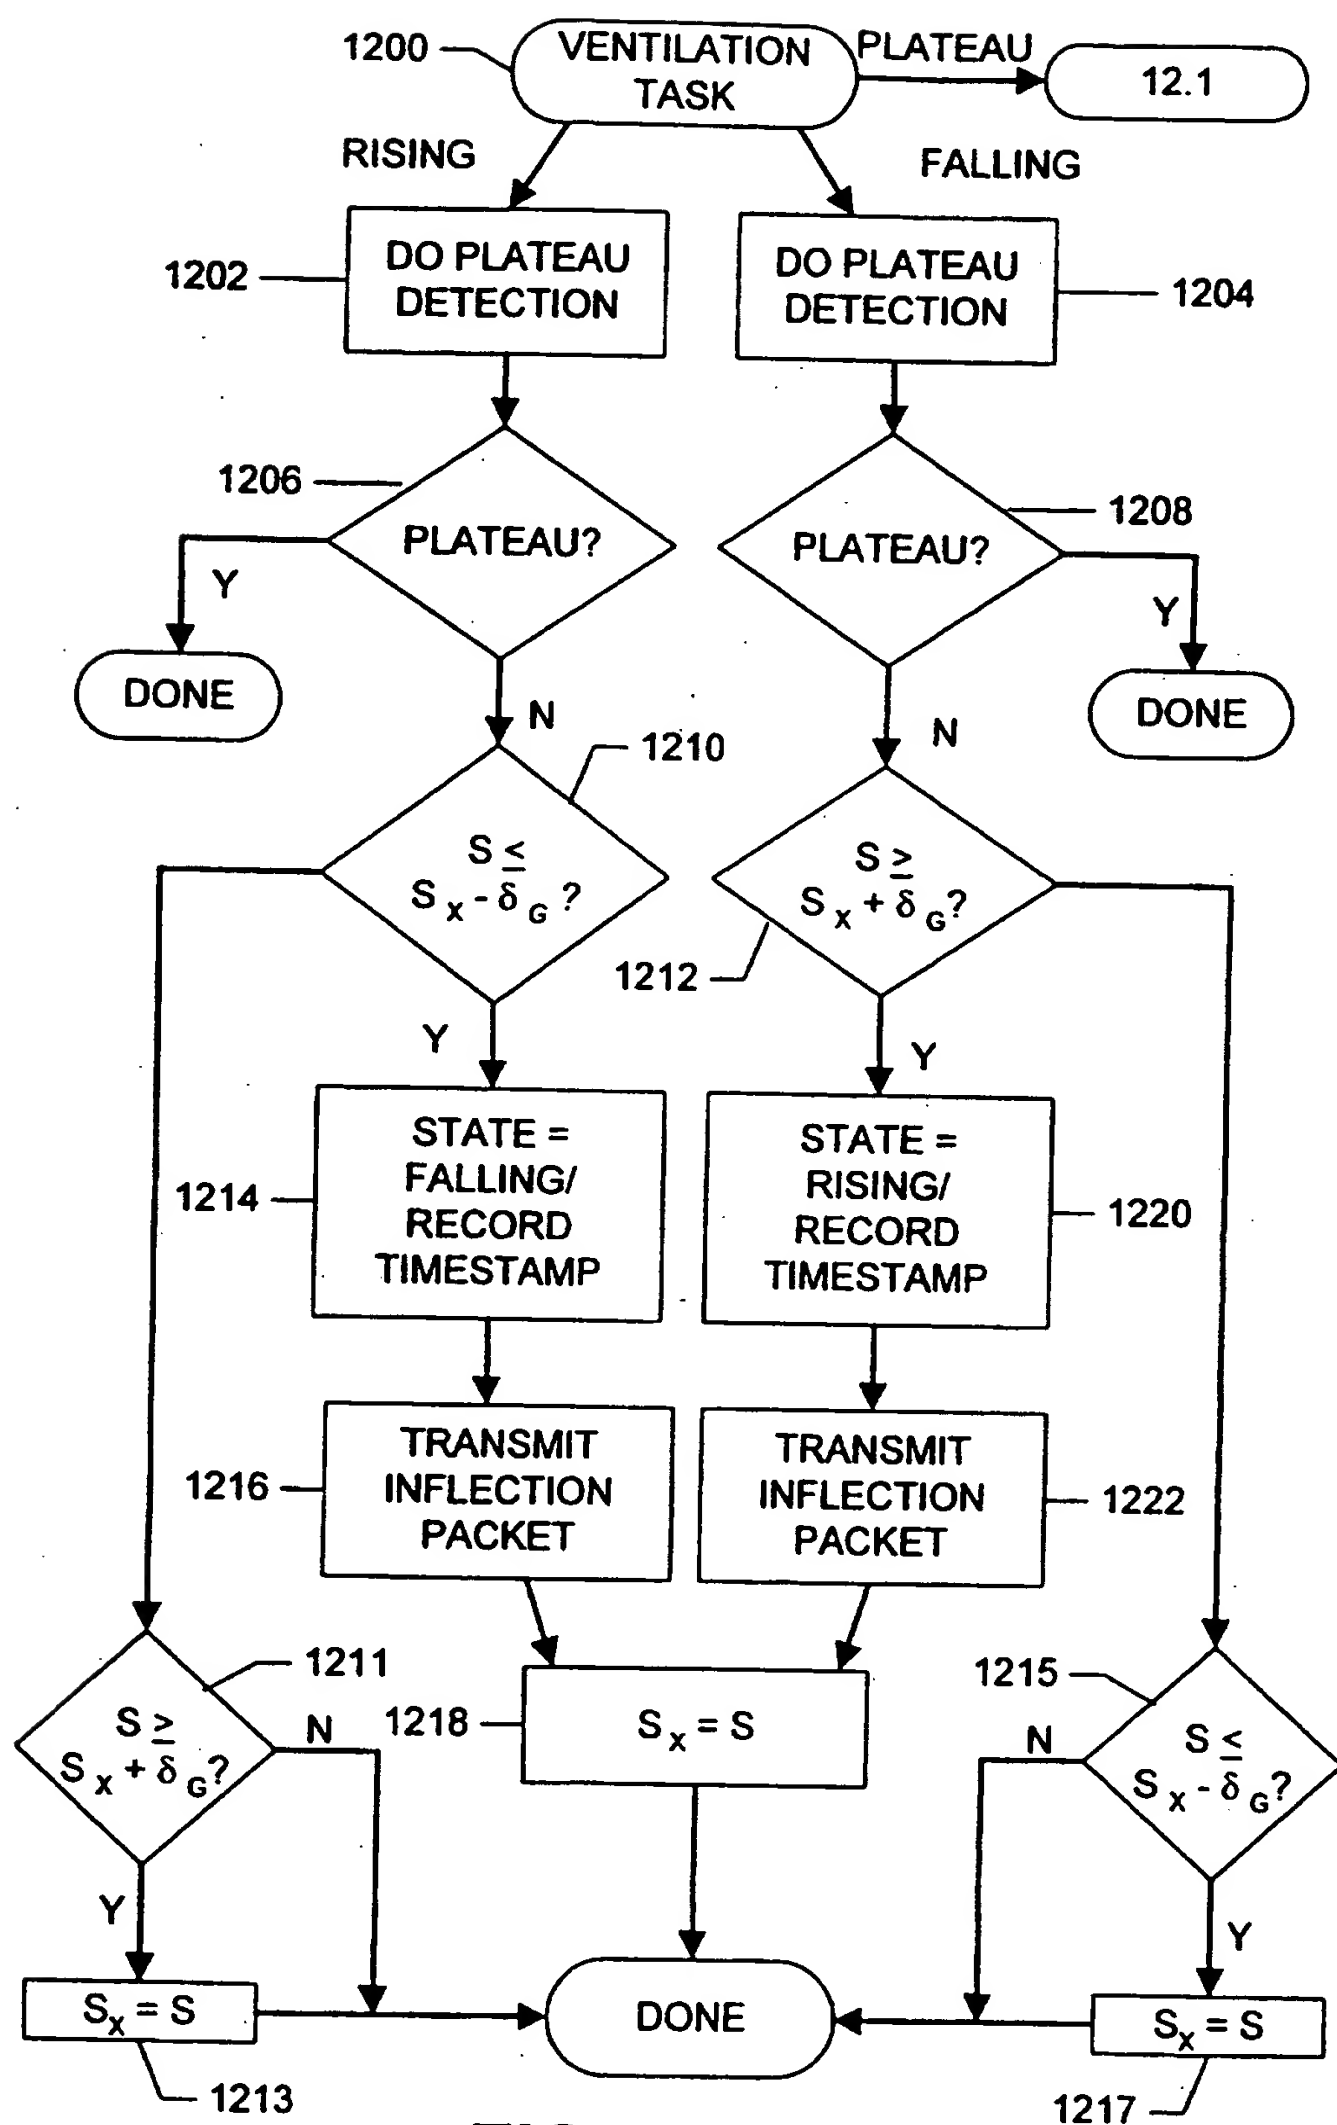 1200
VENTILATION
TASK
PLATEAU
12.1
RISING
FALLING
1202
DO PLATEAU
DETECTION
DO PLATEAU
DETECTION
1204
1206
PLATEAU?
Y
DONE
N
1208
PLATEAU?
Y
DONE
N
1210
S ≤
S X - δ G ?
1212
S ≥
S X + δ G?
Y
Y
1214
STATE =
FALLING/
RECORD
TIMESTAMP
STATE =
RISING/
RECORD
TIMESTAMP
1220
1216
TRANSMIT
INFLECTION
PACKET
TRANSMIT
INFLECTION
PACKET
1222
1211
S ≥
S X + δ G?
N
Y
1218
S X = S
1215
S ≤
S X - δ G?
N
Y
S X = S
1213
DONE
S X = S
1217